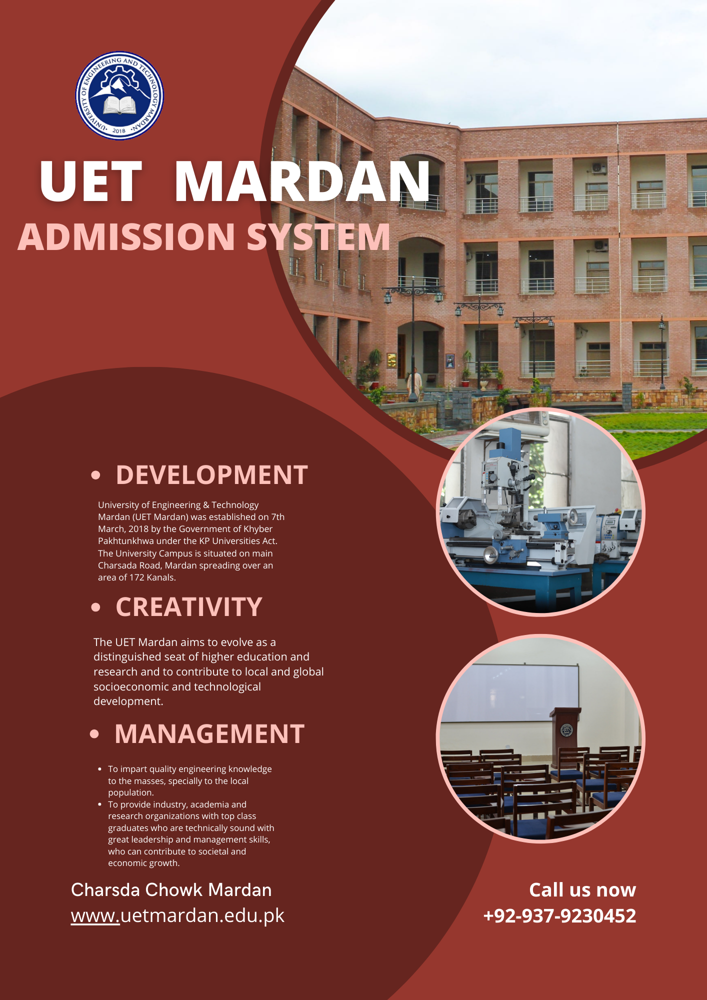 UNIVERSITY OF ENGINEERING AND TECHNOLOGY MARDAN
2018
UET MARDAN
ADMISSION SYSTEM
• DEVELOPMENT
University of Engineering & Technology
Mardan (UET Mardan) was established on 7th
March, 2018 by the Government of Khyber
Pakhtunkhwa under the KP Universities Act.
The University Campus is situated on main
Charsada Road, Mardan spreading over an
area of 172 Kanals.
• CREATIVITY
The UET Mardan aims to evolve as a
distinguished seat of higher education and
research and to contribute to local and global
socioeconomic and technological
development.
• MANAGEMENT
• To impart quality engineering knowledge
to the masses, specially to the local
population.
• To provide industry, academia and
research organizations with top class
graduates who are technically sound with
great leadership and management skills,
who can contribute to societal and
economic growth.
Charsda Chowk Mardan
www.uetmardan.edu.pk
Call us now
+92-937-9230452